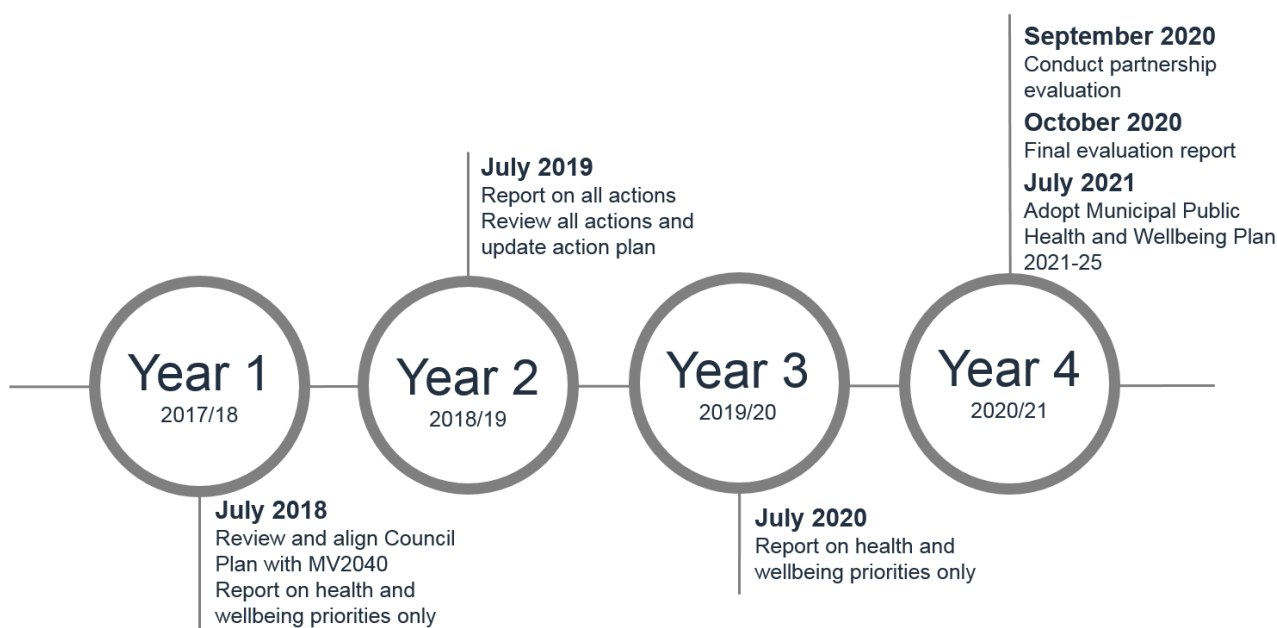 Year 1
2017/18
July 2018
Review and align Council
Plan with MV2040
Report on health and
wellbeing priorities only
July 2019
Report on all actions
Review all actions and
update action plan
Year 2
2018/19
Year 3
2019/20
July 2020
Report on health and
wellbeing priorities only
September 2020
Conduct partnership
evaluation
October 2020
Final evaluation report
July 2021
Adopt Municipal Public
Health and Wellbeing Plan
2021-25
Year 4
2020/21